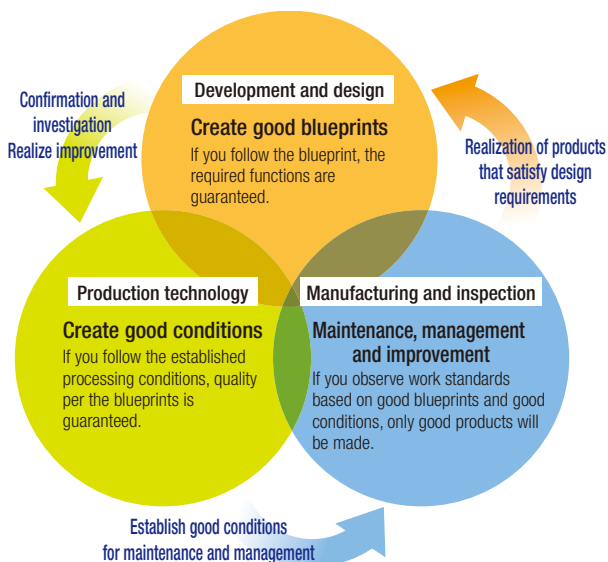 Development and design
Create good blueprints
If you follow the blueprint, the
required functions are
guaranteed.
Confirmation and
investigation
Realize improvement
Realization of products
that satisfy design
requirements
Production technology
Create good conditions
If you follow the established
processing conditions, quality
per the blueprints is
guaranteed.
Manufacturing and inspection
Maintenance, management
and improvement
If you observe work standards
based on good blueprints and good
conditions, only good products will
be made.
Establish good conditions
for maintenance and management